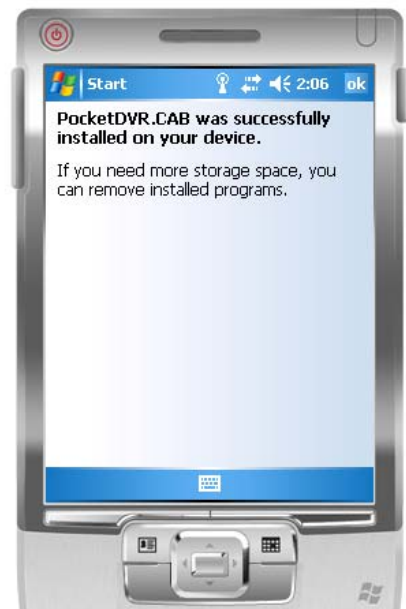 Start 2:06 ok
PocketDVR.CAB was successfully
installed on your device.
If you need more storage space, you
can remove installed programs.